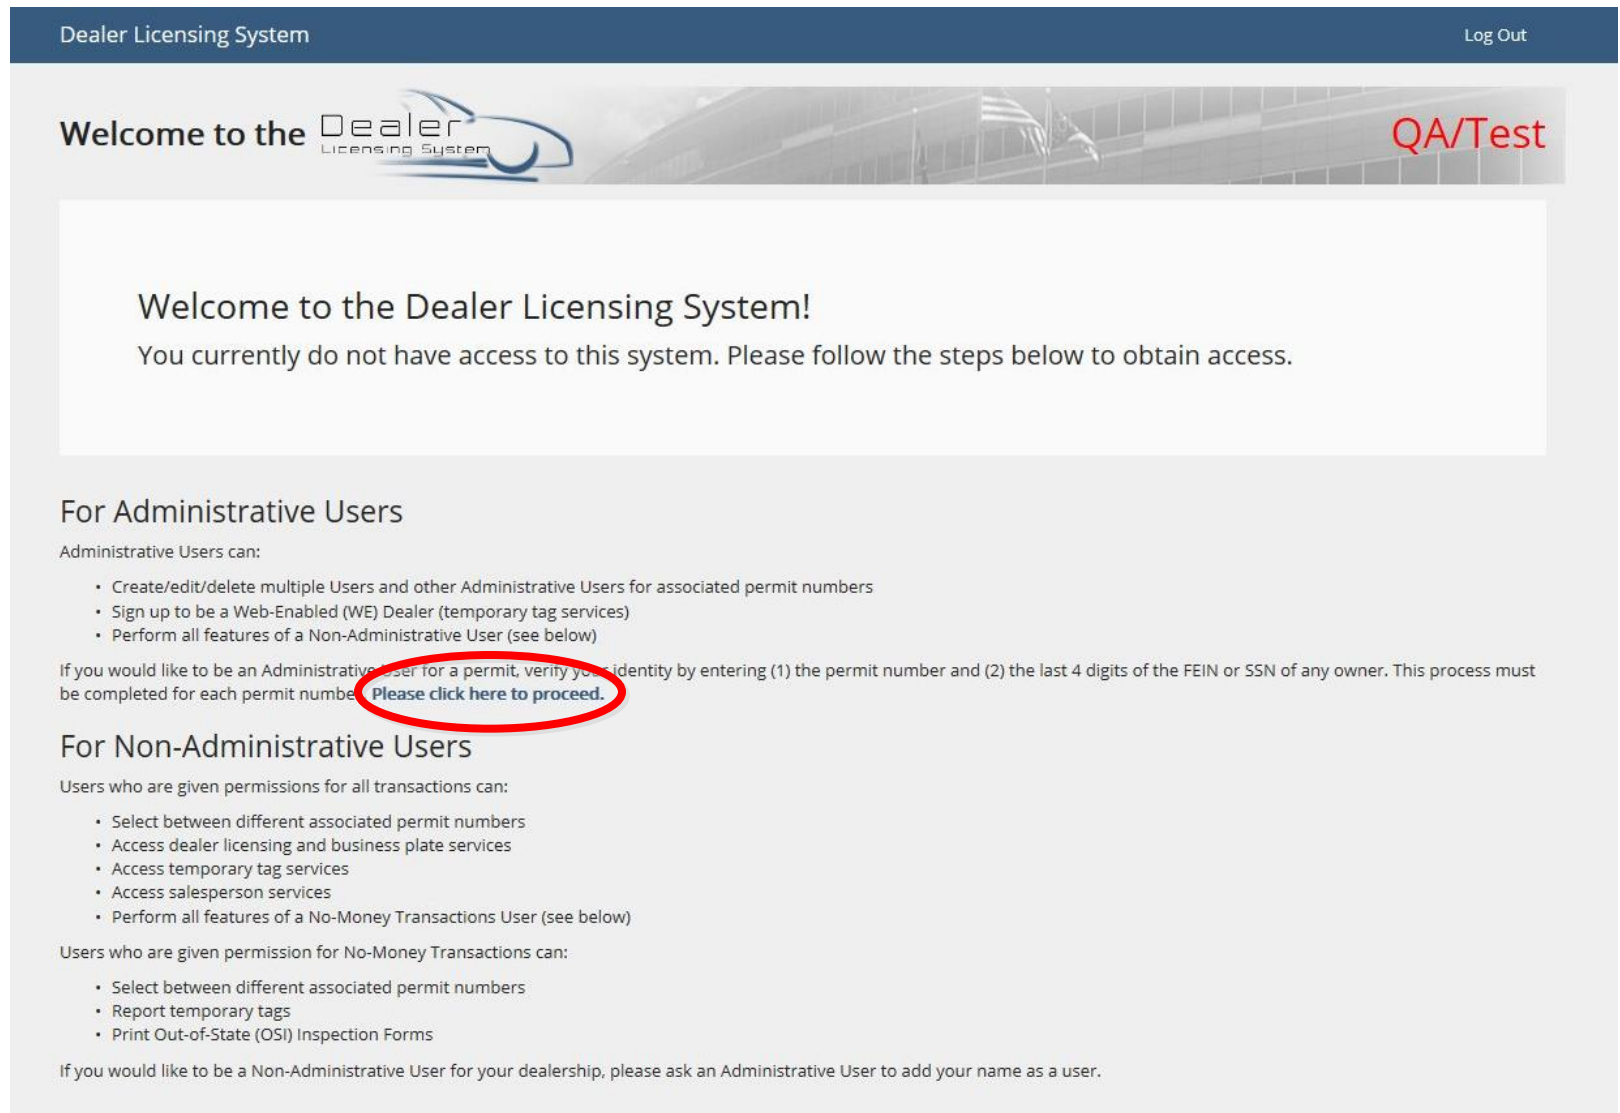 Dealer Licensing System
Log Out
Welcome to the Dealer
Licensing System
QA/Test
Welcome to the Dealer Licensing System!
You currently do not have access to this system. Please follow the steps below to obtain access.
For Administrative Users
Administrative Users can:
• Create/edit/delete multiple Users and other Administrative Users for associated permit numbers
• Sign up to be a Web-Enabled (WE) Dealer (temporary tag services)
• Perform all features of a Non-Administrative User (see below)
If you would like to be an Administrative User for a permit, verify your identity by entering (1) the permit number and (2) the last 4 digits of the FEIN or SSN of any owner. This process must
be completed for each permit number Please click here to proceed.
For Non-Administrative Users
Users who are given permissions for all transactions can:
• Select between different associated permit numbers
• Access dealer licensing and business plate services
• Access temporary tag services
• Access salesperson services
• Perform all features of a No-Money Transactions User (see below)
Users who are given permission for No-Money Transactions can:
• Select between different associated permit numbers
• Report temporary tags
• Print Out-of-State (OSI) Inspection Forms
If you would like to be a Non-Administrative User for your dealership, please ask an Administrative User to add your name as a user.